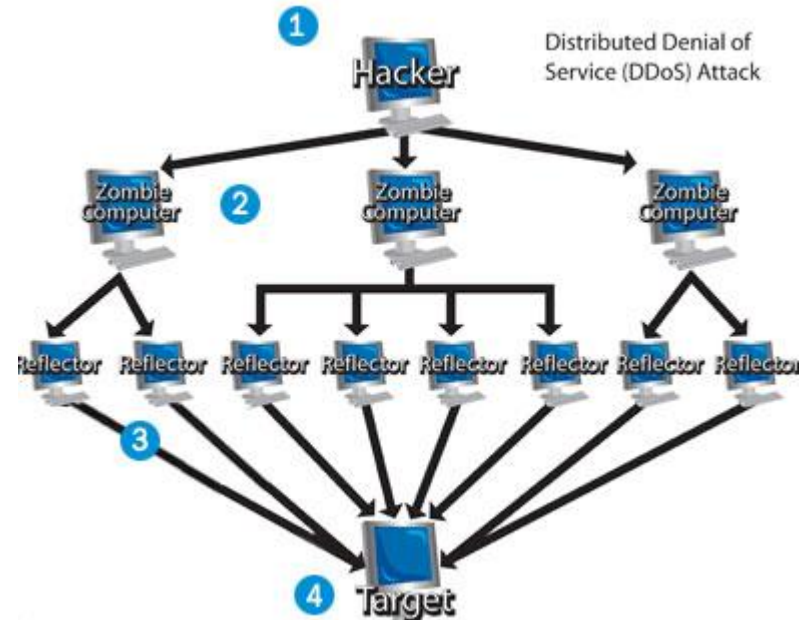 1
Hacker
Distributed Denial of
Service (DDoS) Attack
Zombie
Computer
2
Zombie
Computer
Zombie
Computer
Reflector
Reflector
Reflector
Reflector
Reflector
Reflector
Reflector
Reflector
3
4
Target